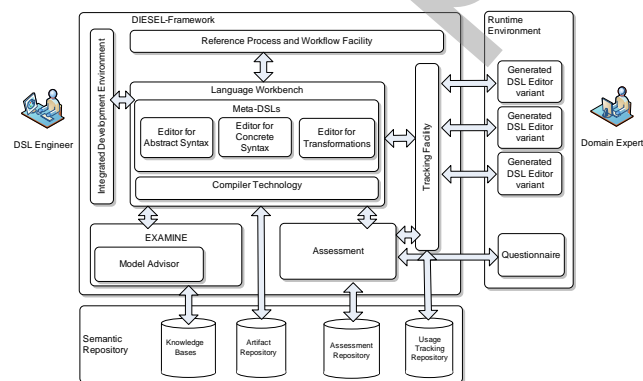 DIESEL-Framework
Runtime
Environment
Reference Process and Workflow Facility
Integrated Development Environment
Language Workbench
Meta-DSLs
Editor for
Abstract Syntax
Editor for
Concrete
Syntax
Editor for
Transformations
Compiler Technology
Tracking Facility
Generated
DSL Editor
variant
Generated
DSL Editor
variant
Generated
DSL Editor
variant
DSL Engineer
Domain Expert
EXAMINE
Model Advisor
Assessment
Questionnaire
Semantic
Repository
Knowledge
Bases
Artifact
Repository
Assessment
Repository
Usage
Tracking
Repository